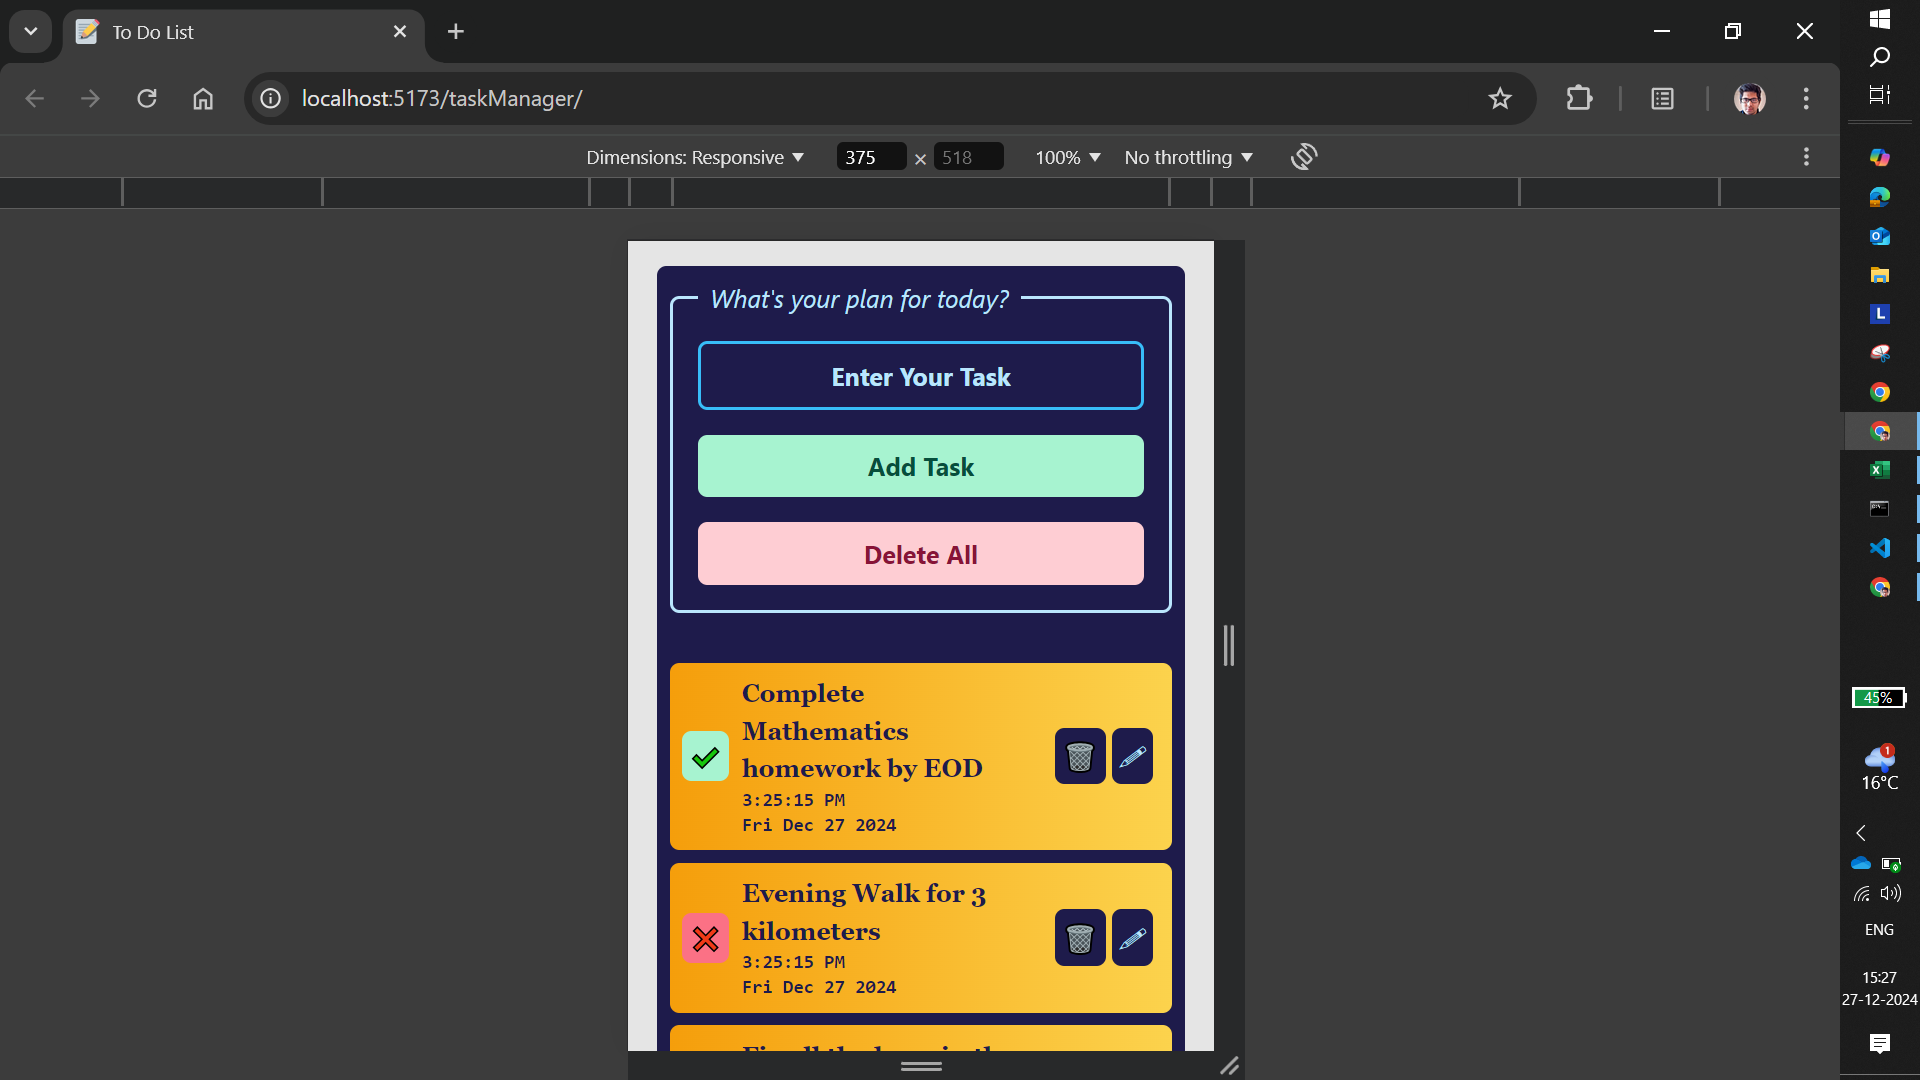 To Do List
localhost:5173/taskManager/
Dimensions: Responsive
375
×
518
100%
No throttling
What's your plan for today?
Enter Your Task
Add Task
Delete All
Complete
Mathematics
homework by EOD
3:25:15 PM
Fri Dec 27 2024
Evening Walk for 3
kilometers
3:25:15 PM
Fri Dec 27 2024
L
45%
1
16°C
ENG
15:27
27-12-2024